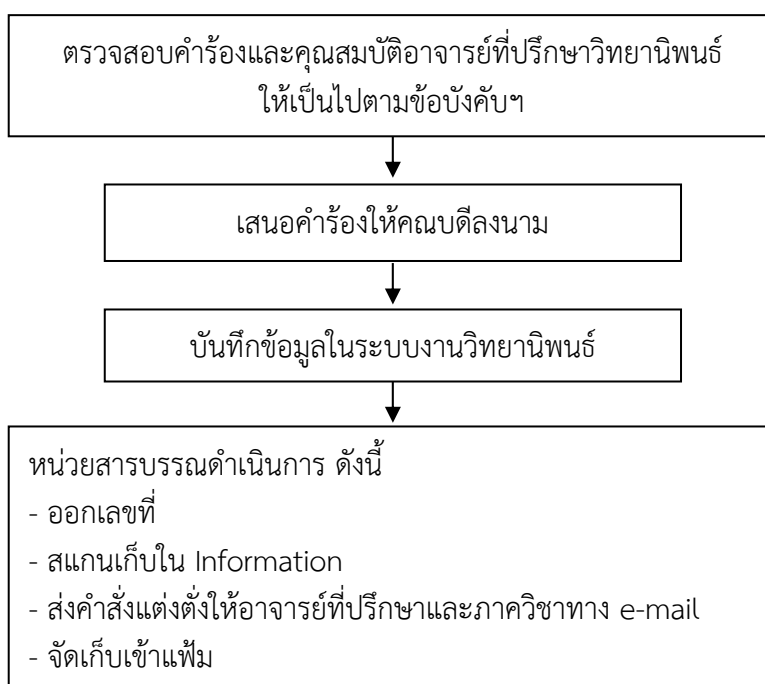 ตรวจสอบคำร้องและคุณสมบัติอาจารย์ที่ปรึกษาวิทยานิพนธ์
ให้เป็นไปตามข้อบังคับฯ
เสนอคำร้องให้คณบดีลงนาม
บันทึกข้อมูลในระบบงานวิทยานิพนธ์
หน่วยสารบรรณดำเนินการ ดังนี้
- ออกเลขที่
- สแกนเก็บใน Information
- ส่งคำสั่งแต่งตั่งให้อาจารย์ที่ปรึกษาและภาควิชาทาง e-mail
- จัดเก็บเข้าแฟ้ม